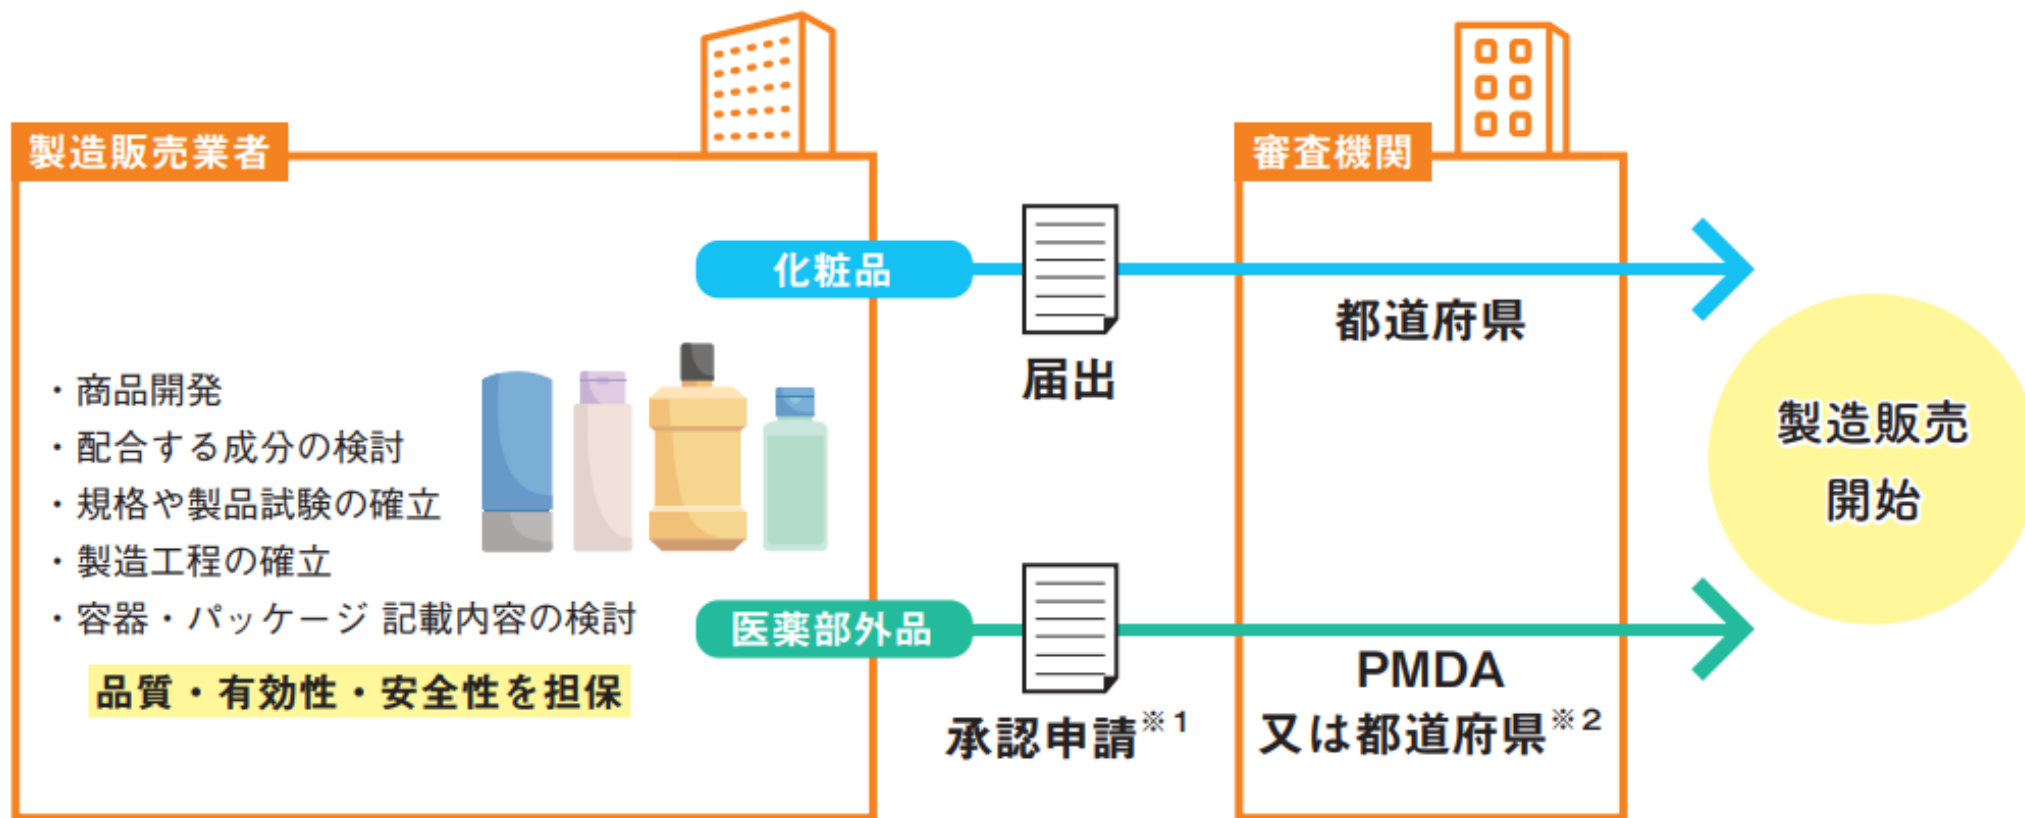 製造販売業者
・商品開発
・配合する成分の検討
・規格や製品試験の確立
・製造工程の確立
・容器・パッケージ 記載内容の検討
品質・有効性・安全性を担保
化粧品
届出
医薬部外品
承認申請※1
審査機関
都道府県
PMDA
又は都道府県※2
製造販売
開始